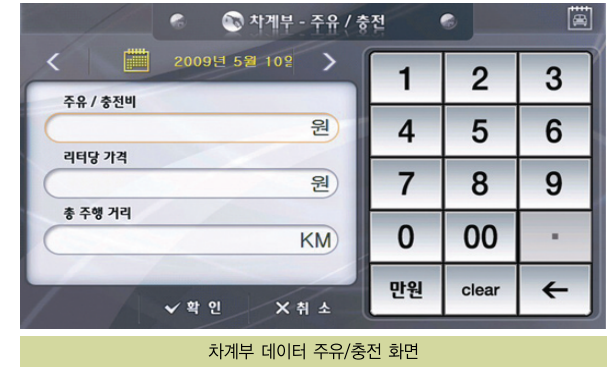 차계부 - 주유 / 충전
2009년 5월 10일
주유 / 충전비
원
리터당 가격
원
총 주행 거리
KM
확인
취소
1 2 3
4 5 6
7 8 9
0 00 .
만원 clear ←
차계부 데이터 주유/충전 화면